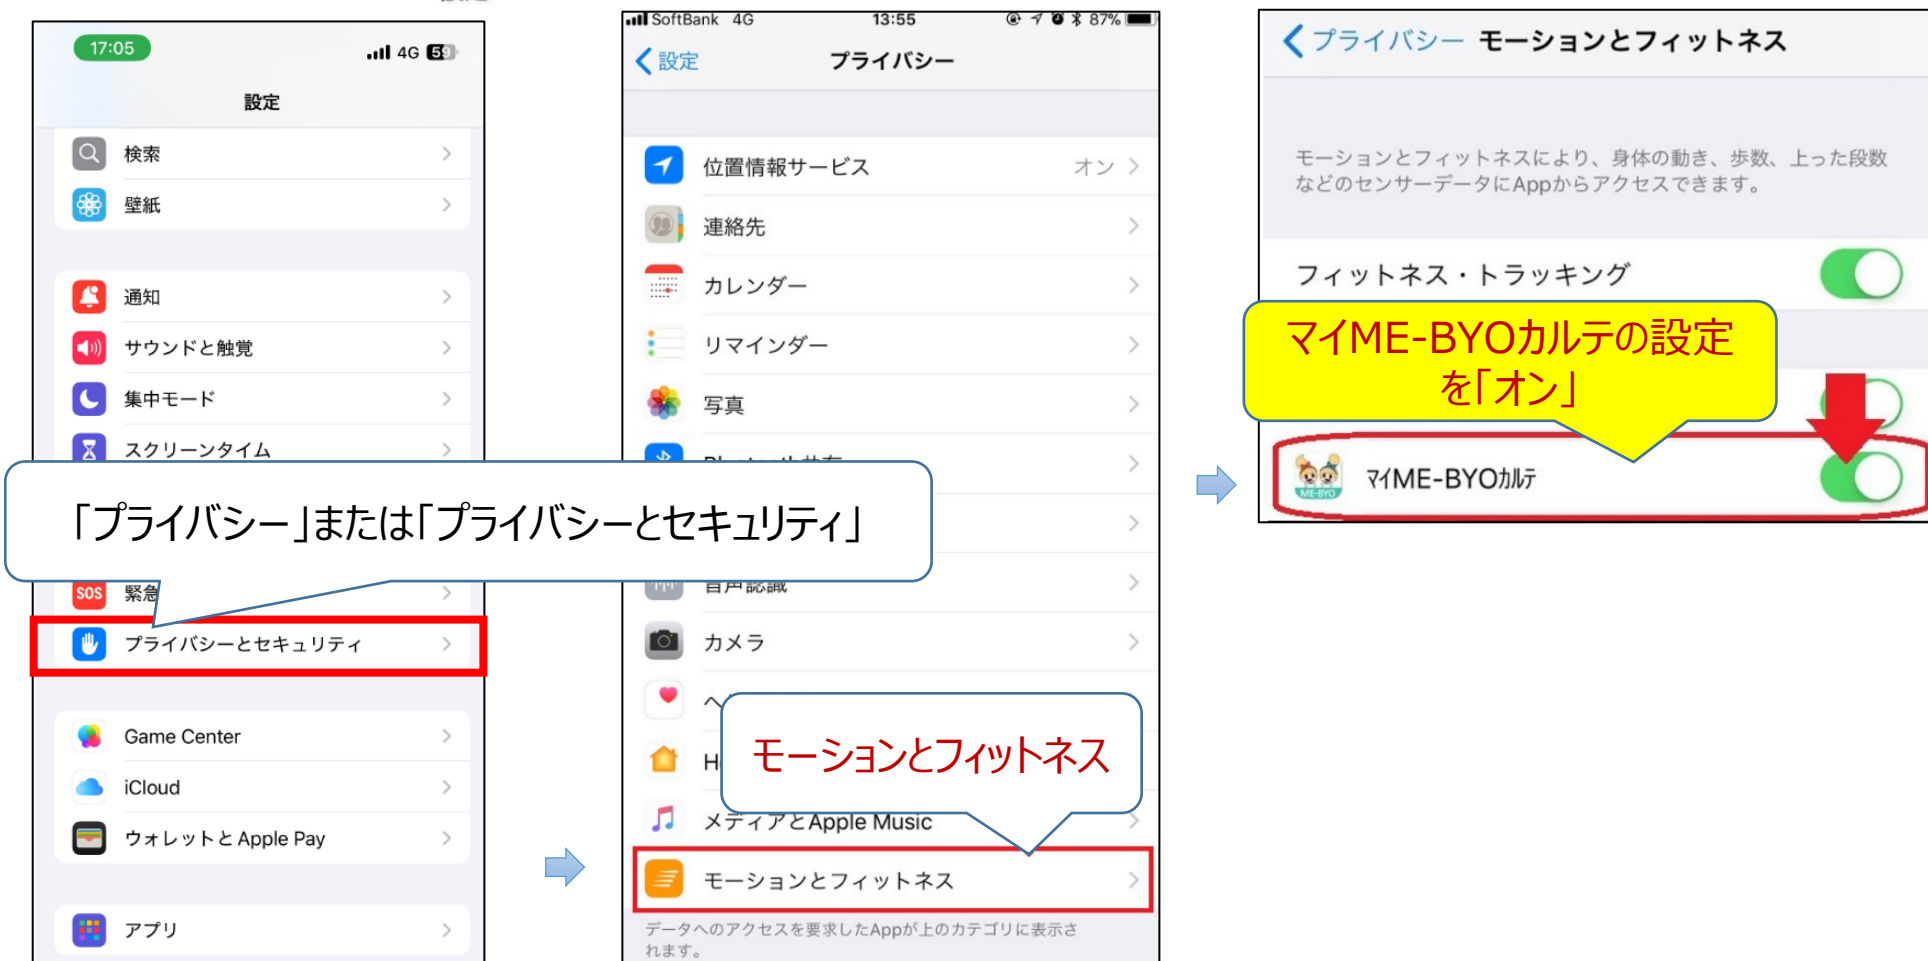 17:05
4G 59
設定
検索
壁紙
通知
サウンドと触覚
集中モード
スクリーンタイム
「プライバシー」または「プライバシーとセキュリティ」
SOS 緊急
プライバシーとセキュリティ
Game Center
iCloud
ウォレットと Apple Pay
アプリ
SoftBank 4G 13:55 87%
設定 プライバシー
位置情報サービス オン
連絡先
カレンダー
リマインダー
写真
音声認識
カメラ
モーションとフィットネス
メディアとApple Music
モーションとフィットネス
データへのアクセスを要求したAppが上のカテゴリに表示さ
れます。
プライバシー モーションとフィットネス
モーションとフィットネスにより、身体の動き、歩数、上った段数
などのセンサーデータにAppからアクセスできます。
フィットネス・トラッキング
マイME-BYOカルテの設定
を「オン」
ME-BYO
マイME-BYOカルテ